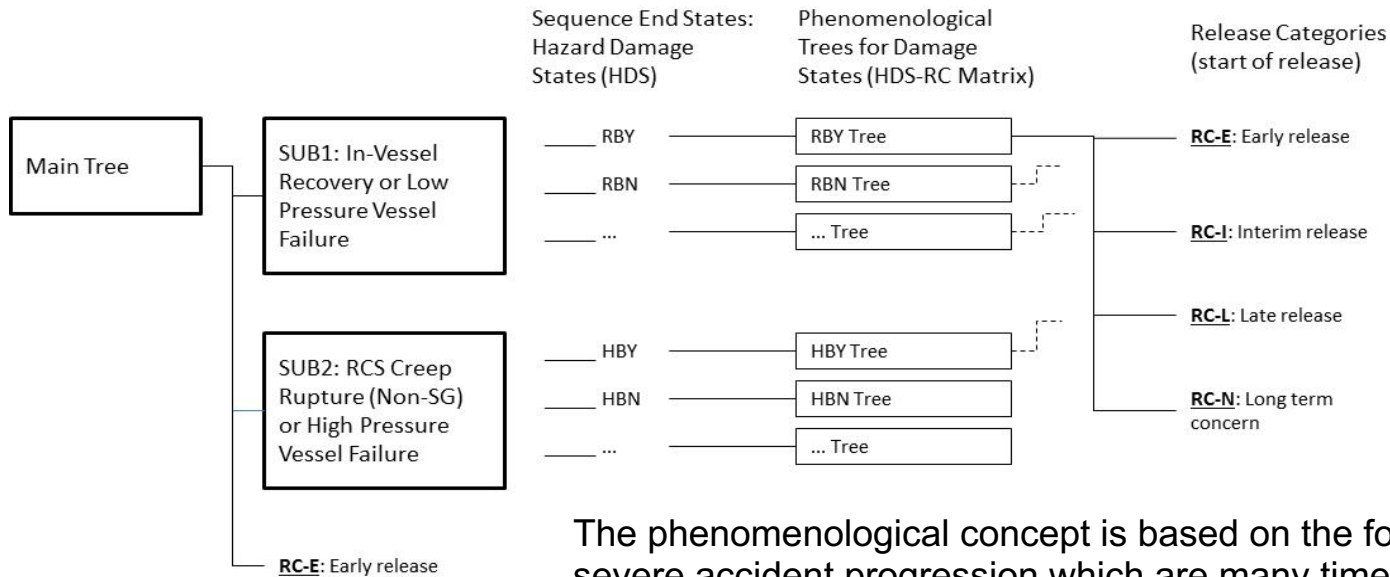 Sequence End States:
Hazard Damage
States (HDS)
Phenomenological
Trees for Damage
States (HDS-RC Matrix)
Release Categories
(start of release)
Main Tree
SUB1: In-Vessel
Recovery or Low
Pressure Vessel
Failure
RBY
RBY Tree
RC-E: Early release
RBN
RBN Tree
...
... Tree
RC-I: Interim release
RC-L: Late release
SUB2: RCS Creep
Rupture (Non-SG)
or High Pressure
Vessel Failure
HBY
HBY Tree
HBN
HBN Tree
RC-N: Long term
concern
...
... Tree
RC-E: Early release
The phenomenological concept is based on the fo
severe accident progression which are many time